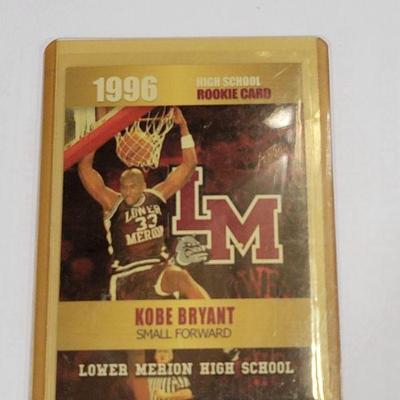 1996
HIGH SCHOOL
ROOKIE CARD
LOWER
33
MERION
LM
KOBE BRYANT
SMALL FORWARD
LOWER MERION HIGH SCHOOL